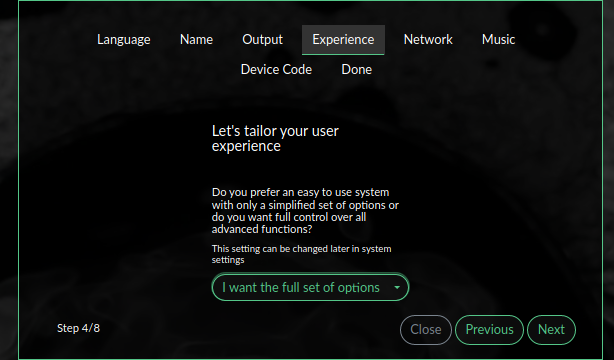 Language Name Output Experience Network Music
Device Code Done
Let's tailor your user
experience
Do you prefer an easy to use system
with only a simplified set of options or
do you want full control over all
advanced functions?
This setting can be changed later in system
settings
I want the full set of options
Step 4/8
Close Previous Next